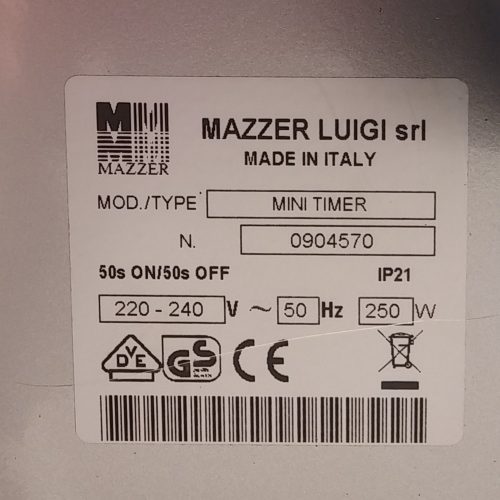 MAZZER
MAZZER LUIGI srl
MADE IN ITALY
MOD./TYPE MINI TIMER
N. 0904570
50s ON/50s OFF IP21
220 - 240 V ~ 50 Hz 250 W
DVE GS CE